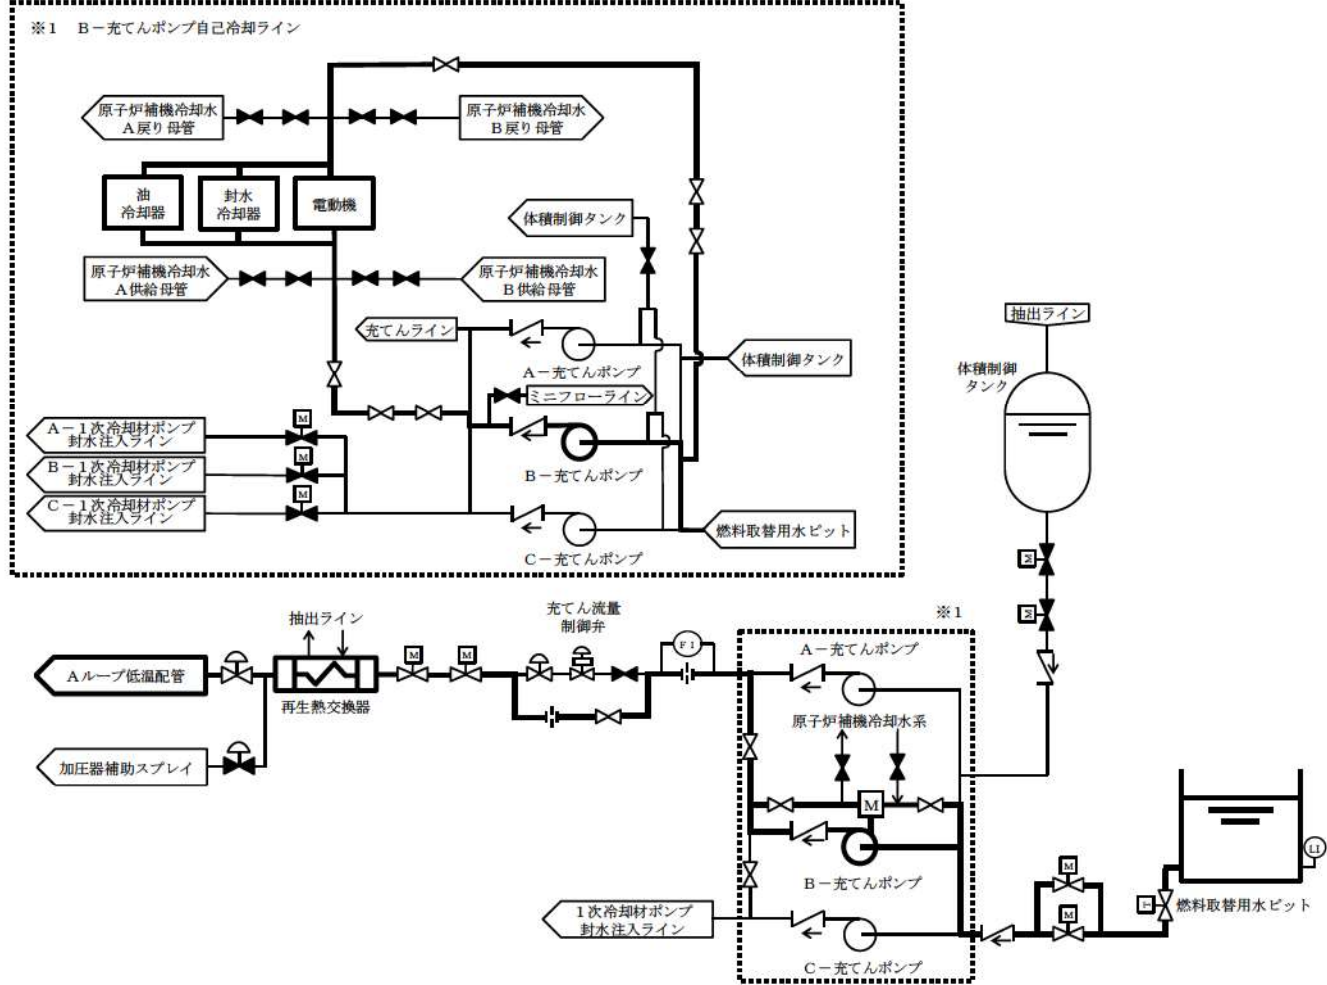 ※1　B－充てんポンプ自己冷却ライン
原子炉補機冷却水
A戻り母管
原子炉補機冷却水
B戻り母管
油
冷却器
封水
冷却器
電動機
体積制御タンク
原子炉補機冷却水
A供給母管
原子炉補機冷却水
B供給母管
充てんライン
A－充てんポンプ
体積制御タンク
ミニフローライン
M
A－1次冷却材ポンプ
封水注入ライン
M
B－1次冷却材ポンプ
封水注入ライン
B－充てんポンプ
M
C－1次冷却材ポンプ
封水注入ライン
C－充てんポンプ
燃料取替用水ピット
抽出ライン
体積制御
タンク
M
M
抽出ライン
充てん流量
制御弁
※1
M
M
FI
Aループ低温配管
再生熱交換器
加圧器補助スプレイ
A－充てんポンプ
原子炉補機冷却水系
M
B－充てんポンプ
1次冷却材ポンプ
封水注入ライン
C－充てんポンプ
M
M
LI
燃料取替用水ピット